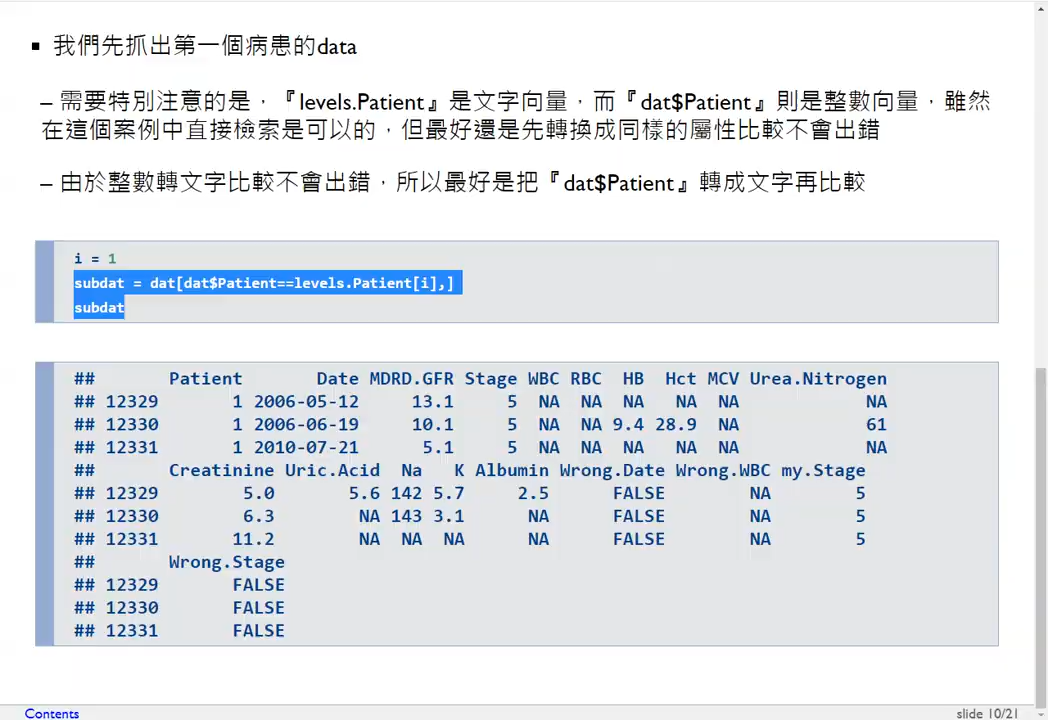 ▪ 我們先抓出第一個病患的data
– 需要特別注意的是，『levels.Patient』是文字向量，而『dat$Patient』則是整數向量，雖然
在這個案例中直接檢索是可以的，但最好還是先轉換成同樣的屬性比較不會出錯
– 由於整數轉文字比較不會出錯，所以最好是把『dat$Patient』轉成文字再比較
i = 1
subdat = dat[dat$Patient==levels.Patient[i],]
subdat
##       Patient       Date MDRD.GFR Stage WBC RBC  HB  Hct MCV Urea.Nitrogen
## 12329       1 2006-05-12     13.1     5  NA  NA  NA   NA  NA            NA
## 12330       1 2006-06-19     10.1     5  NA  NA 9.4 28.9  NA            61
## 12331       1 2010-07-21      5.1     5  NA  NA  NA   NA  NA            NA
##       Creatinine Uric.Acid  Na   K Albumin Wrong.Date Wrong.WBC my.Stage
## 12329        5.0       5.6 142 5.7     2.5      FALSE        NA        5
## 12330        6.3        NA 143 3.1      NA      FALSE        NA        5
## 12331       11.2        NA  NA  NA      NA      FALSE        NA        5
##       Wrong.Stage
## 12329       FALSE
## 12330       FALSE
## 12331       FALSE
Contents
slide 10/21